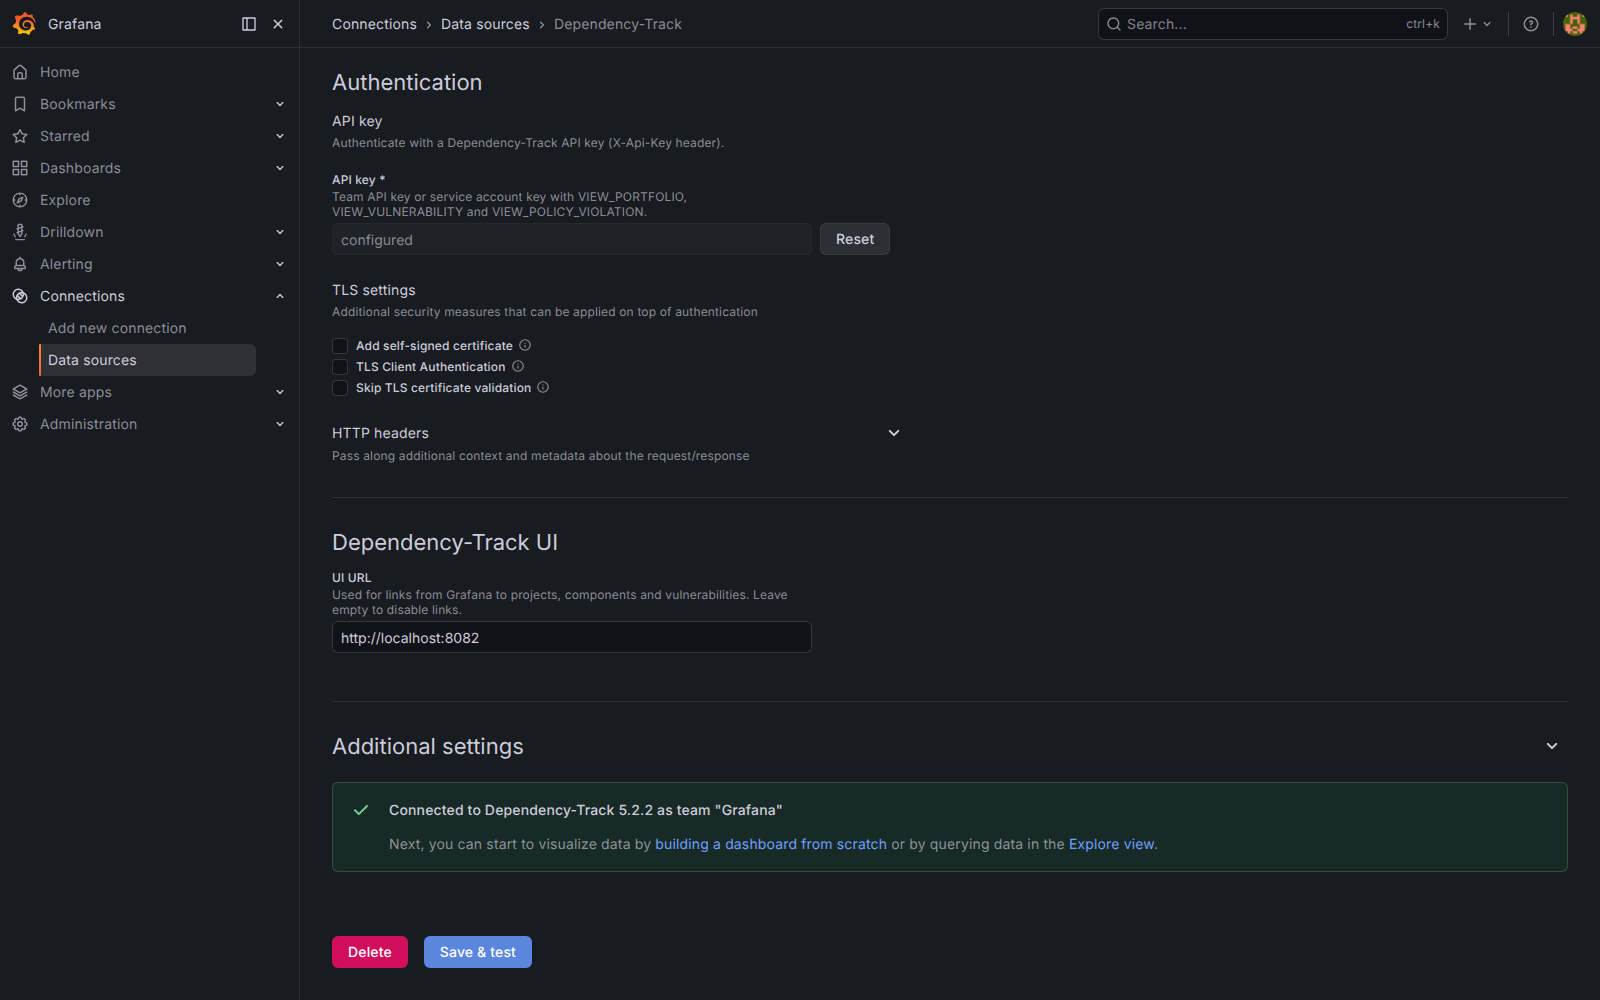 Grafana
Connections › Data sources › Dependency-Track
Search...
ctrl+k
Home
Bookmarks
Starred
Dashboards
Explore
Drilldown
Alerting
Connections
Add new connection
Data sources
More apps
Administration
Authentication
API key
Authenticate with a Dependency-Track API key (X-Api-Key header).
API key *
Team API key or service account key with VIEW_PORTFOLIO,
VIEW_VULNERABILITY and VIEW_POLICY_VIOLATION.
configured
Reset
TLS settings
Additional security measures that can be applied on top of authentication
Add self-signed certificate
TLS Client Authentication
Skip TLS certificate validation
HTTP headers
Pass along additional context and metadata about the request/response
Dependency-Track UI
UI URL
Used for links from Grafana to projects, components and vulnerabilities. Leave
empty to disable links.
http://localhost:8082
Additional settings
Connected to Dependency-Track 5.2.2 as team "Grafana"
Next, you can start to visualize data by building a dashboard from scratch or by querying data in the Explore view.
Delete
Save & test